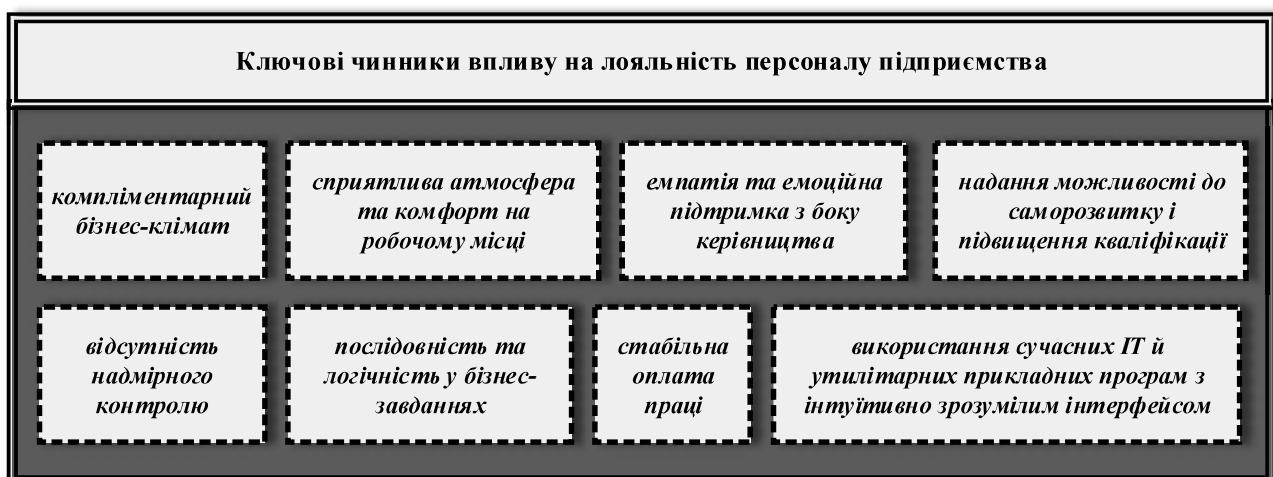 Ключові чинники впливу на лояльність персоналу підприємства
компліментарний
бізнес-клімат
сприятлива атмосфера
та комфорт на
робочому місці
емпатія та емоційна
підтримка з боку
керівництва
надання можливості до
саморозвитку і
підвищення кваліфікації
відсутність
надмірного
контролю
послідовність та
логічність у бізнес-
завданнях
стабільна
оплата
праці
використання сучасних ІТ й
утилітарних прикладних програм з
інтуїтивно зрозумілим інтерфейсом